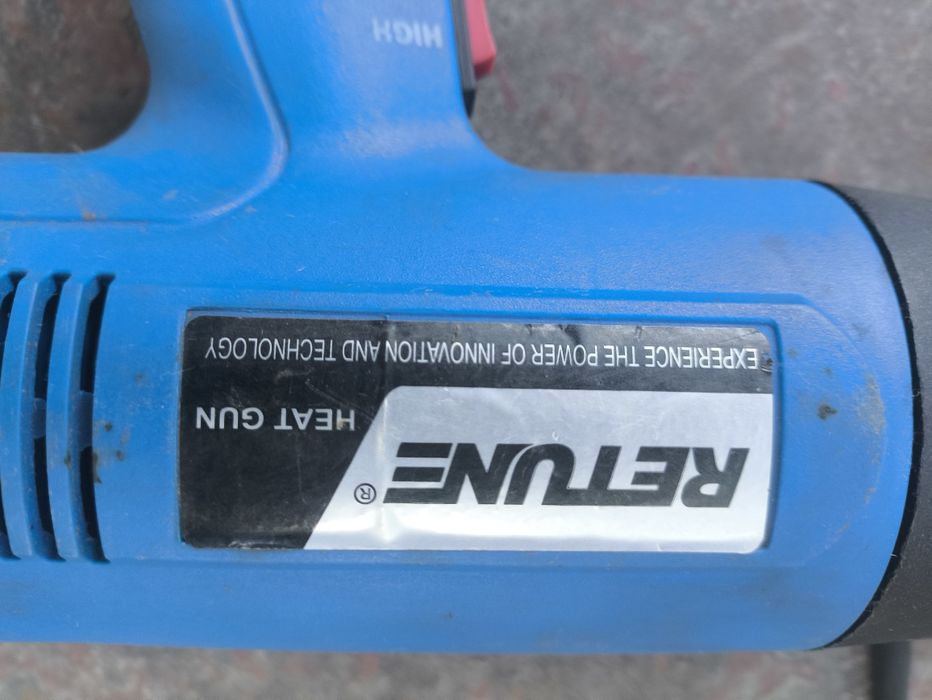 RETUNE®
HEAT GUN
EXPERIENCE THE POWER OF INNOVATION AND TECHNOLOGY
HIGH